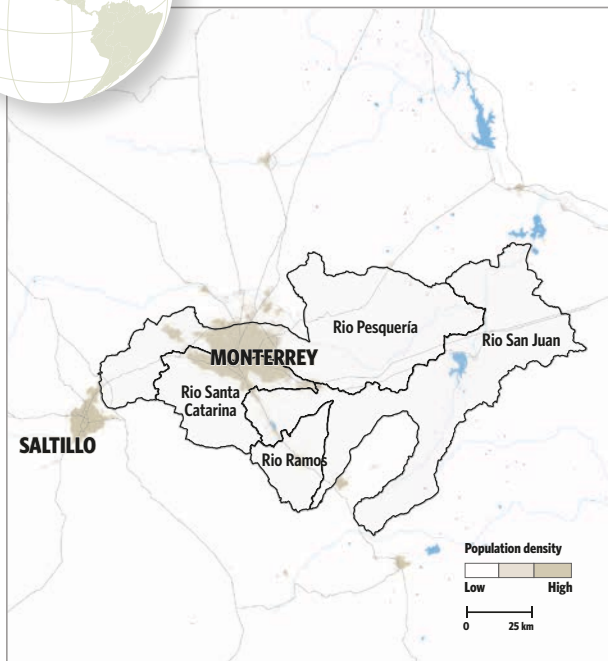 Rio Pesquería
Rio San Juan
MONTERREY
Rio Santa
Catarina
SALTILLO
Rio Ramos
Population density
Low High
0 25 km